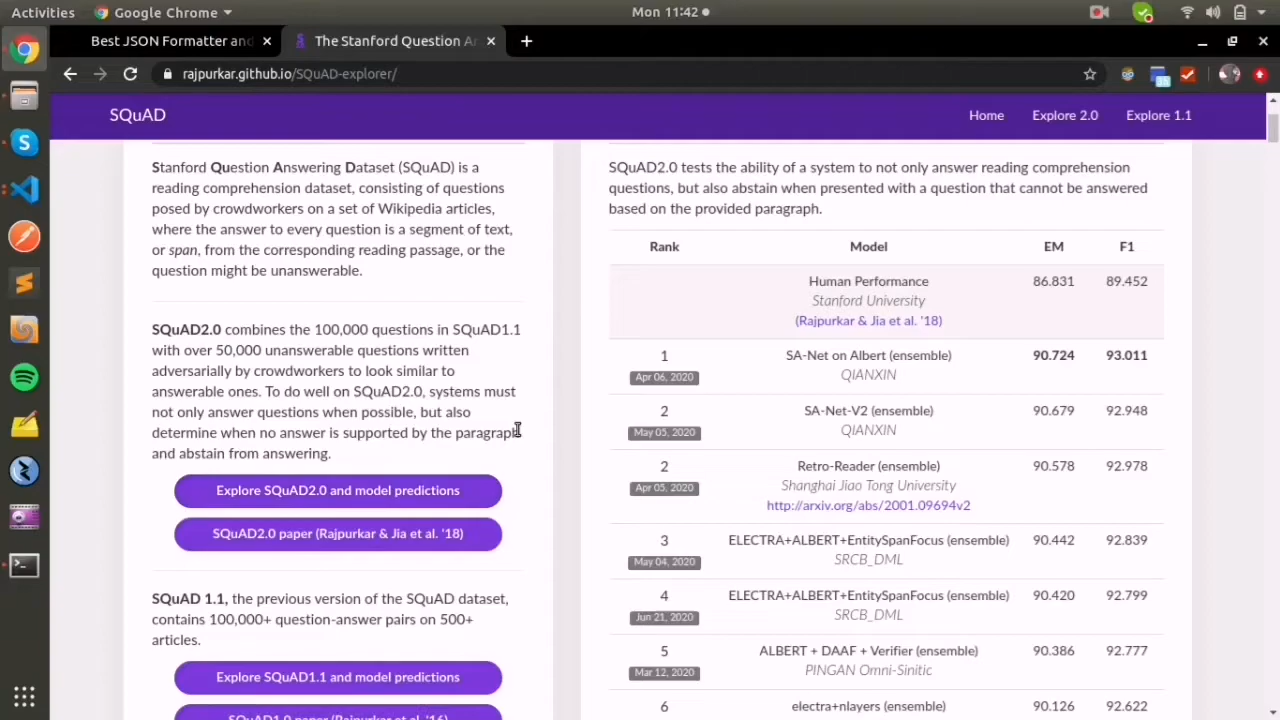 Activities
Google Chrome
Mon 11:42
Best JSON Formatter and
The Stanford Question A
rajpurkar.github.io/SQuAD-explorer/
SQuAD
Home
Explore 2.0
Explore 1.1
Stanford Question Answering Dataset (SQuAD) is a
reading comprehension dataset, consisting of questions
posed by crowdworkers on a set of Wikipedia articles,
where the answer to every question is a segment of text,
or span, from the corresponding reading passage, or the
question might be unanswerable.
SQuAD2.0 combines the 100,000 questions in SQuAD1.1
with over 50,000 unanswerable questions written
adversarially by crowdworkers to look similar to
answerable ones. To do well on SQuAD2.0, systems must
not only answer questions when possible, but also
determine when no answer is supported by the paragraph
and abstain from answering.
Explore SQuAD2.0 and model predictions
SQuAD2.0 paper (Rajpurkar & Jia et al. '18)
SQuAD 1.1, the previous version of the SQuAD dataset,
contains 100,000+ question-answer pairs on 500+
articles.
Explore SQuAD1.1 and model predictions
SQuAD1.0 paper (Rajpurkar et al. '16)
SQuAD2.0 tests the ability of a system to not only answer reading comprehension
questions, but also abstain when presented with a question that cannot be answered
based on the provided paragraph.
Rank Model EM F1
Human Performance 86.831 89.452
Stanford University
(Rajpurkar & Jia et al. '18)
1 SA-Net on Albert (ensemble) 90.724 93.011
Apr 06, 2020 QIANXIN
2 SA-Net-V2 (ensemble) 90.679 92.948
May 05, 2020 QIANXIN
2 Retro-Reader (ensemble) 90.578 92.978
Apr 05, 2020 Shanghai Jiao Tong University
http://arxiv.org/abs/2001.09694v2
3 ELECTRA+ALBERT+EntitySpanFocus (ensemble) 90.442 92.839
May 04, 2020 SRCB_DML
4 ELECTRA+ALBERT+EntitySpanFocus (ensemble) 90.420 92.799
Jun 21, 2020 SRCB_DML
5 ALBERT + DAAF + Verifier (ensemble) 90.386 92.777
Mar 12, 2020 PINGAN Omni-Sinitic
6 electra+nlayers (ensemble) 90.126 92.622